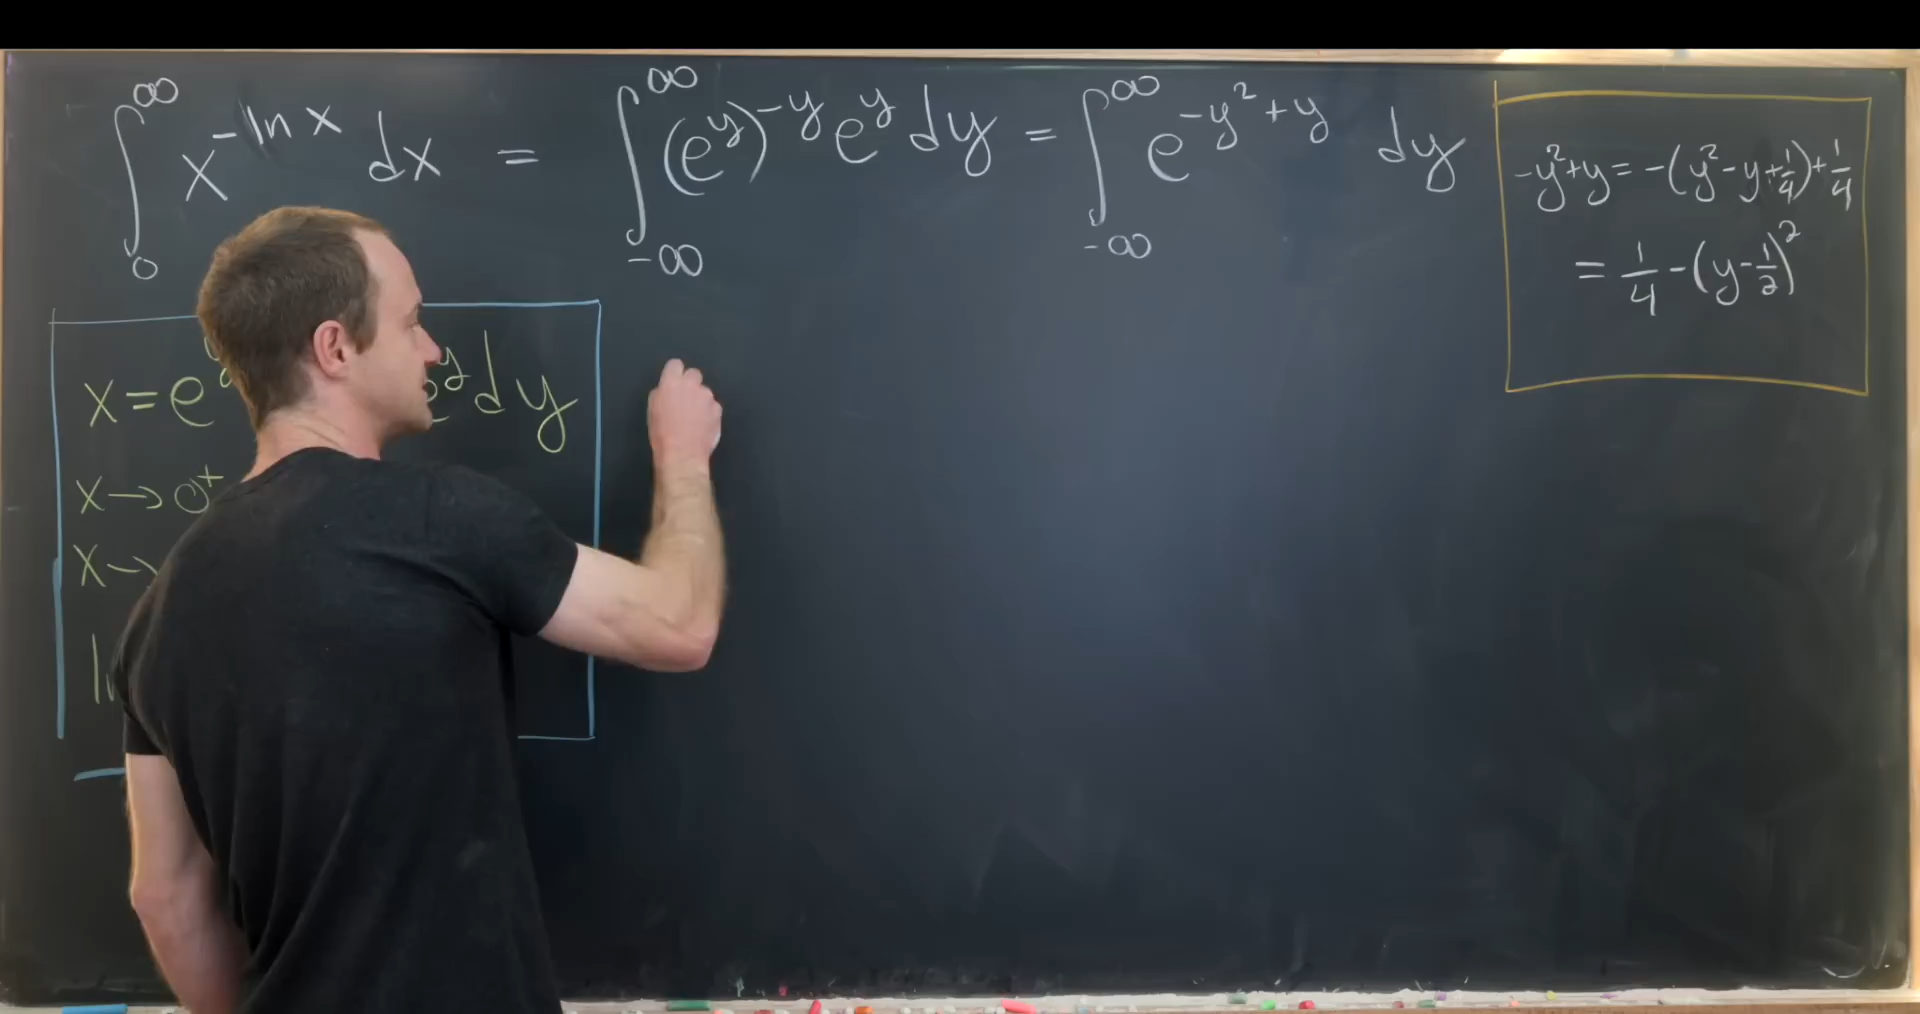 ∫₀^∞ x^{-ln x} dx = ∫_{-∞}^∞ (e^y)^{-y} e^y dy = ∫_{-∞}^∞ e^{-y²+y} dy
-y²+y = -(y²-y+1/4)+1/4
= 1/4 - (y-1/2)²
x=e^y e^y dy
x→0⁺
x→